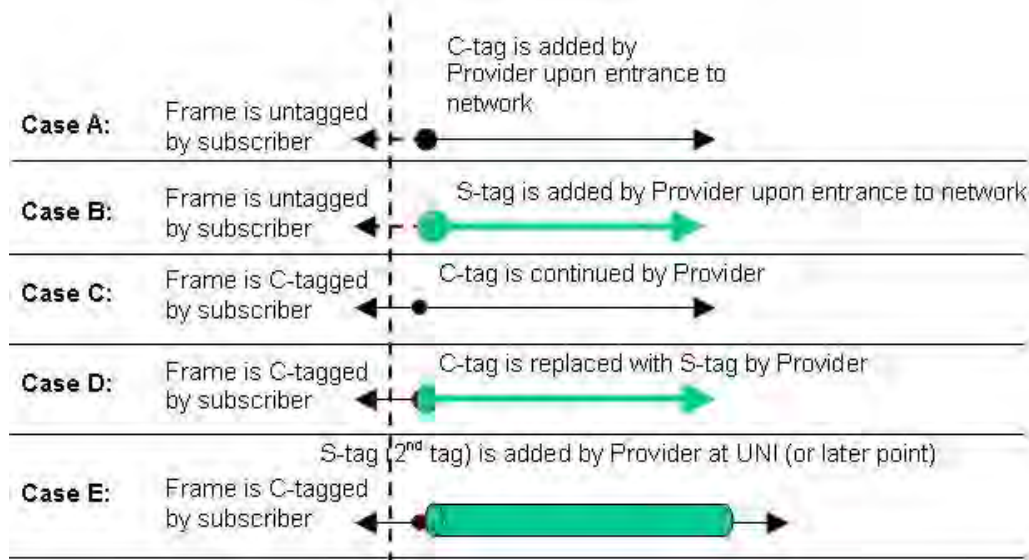 C-tag is added by
Provider upon entrance to
network
Case A:
Frame is untagged
by subscriber
S-tag is added by Provider upon entrance to network
Case B:
Frame is untagged
by subscriber
C-tag is continued by Provider
Case C:
Frame is C-tagged
by subscriber
C-tag is replaced with S-tag by Provider
Case D:
Frame is C-tagged
by subscriber
S-tag (2nd tag) is added by Provider at UNI (or later point)
Case E:
Frame is C-tagged
by subscriber